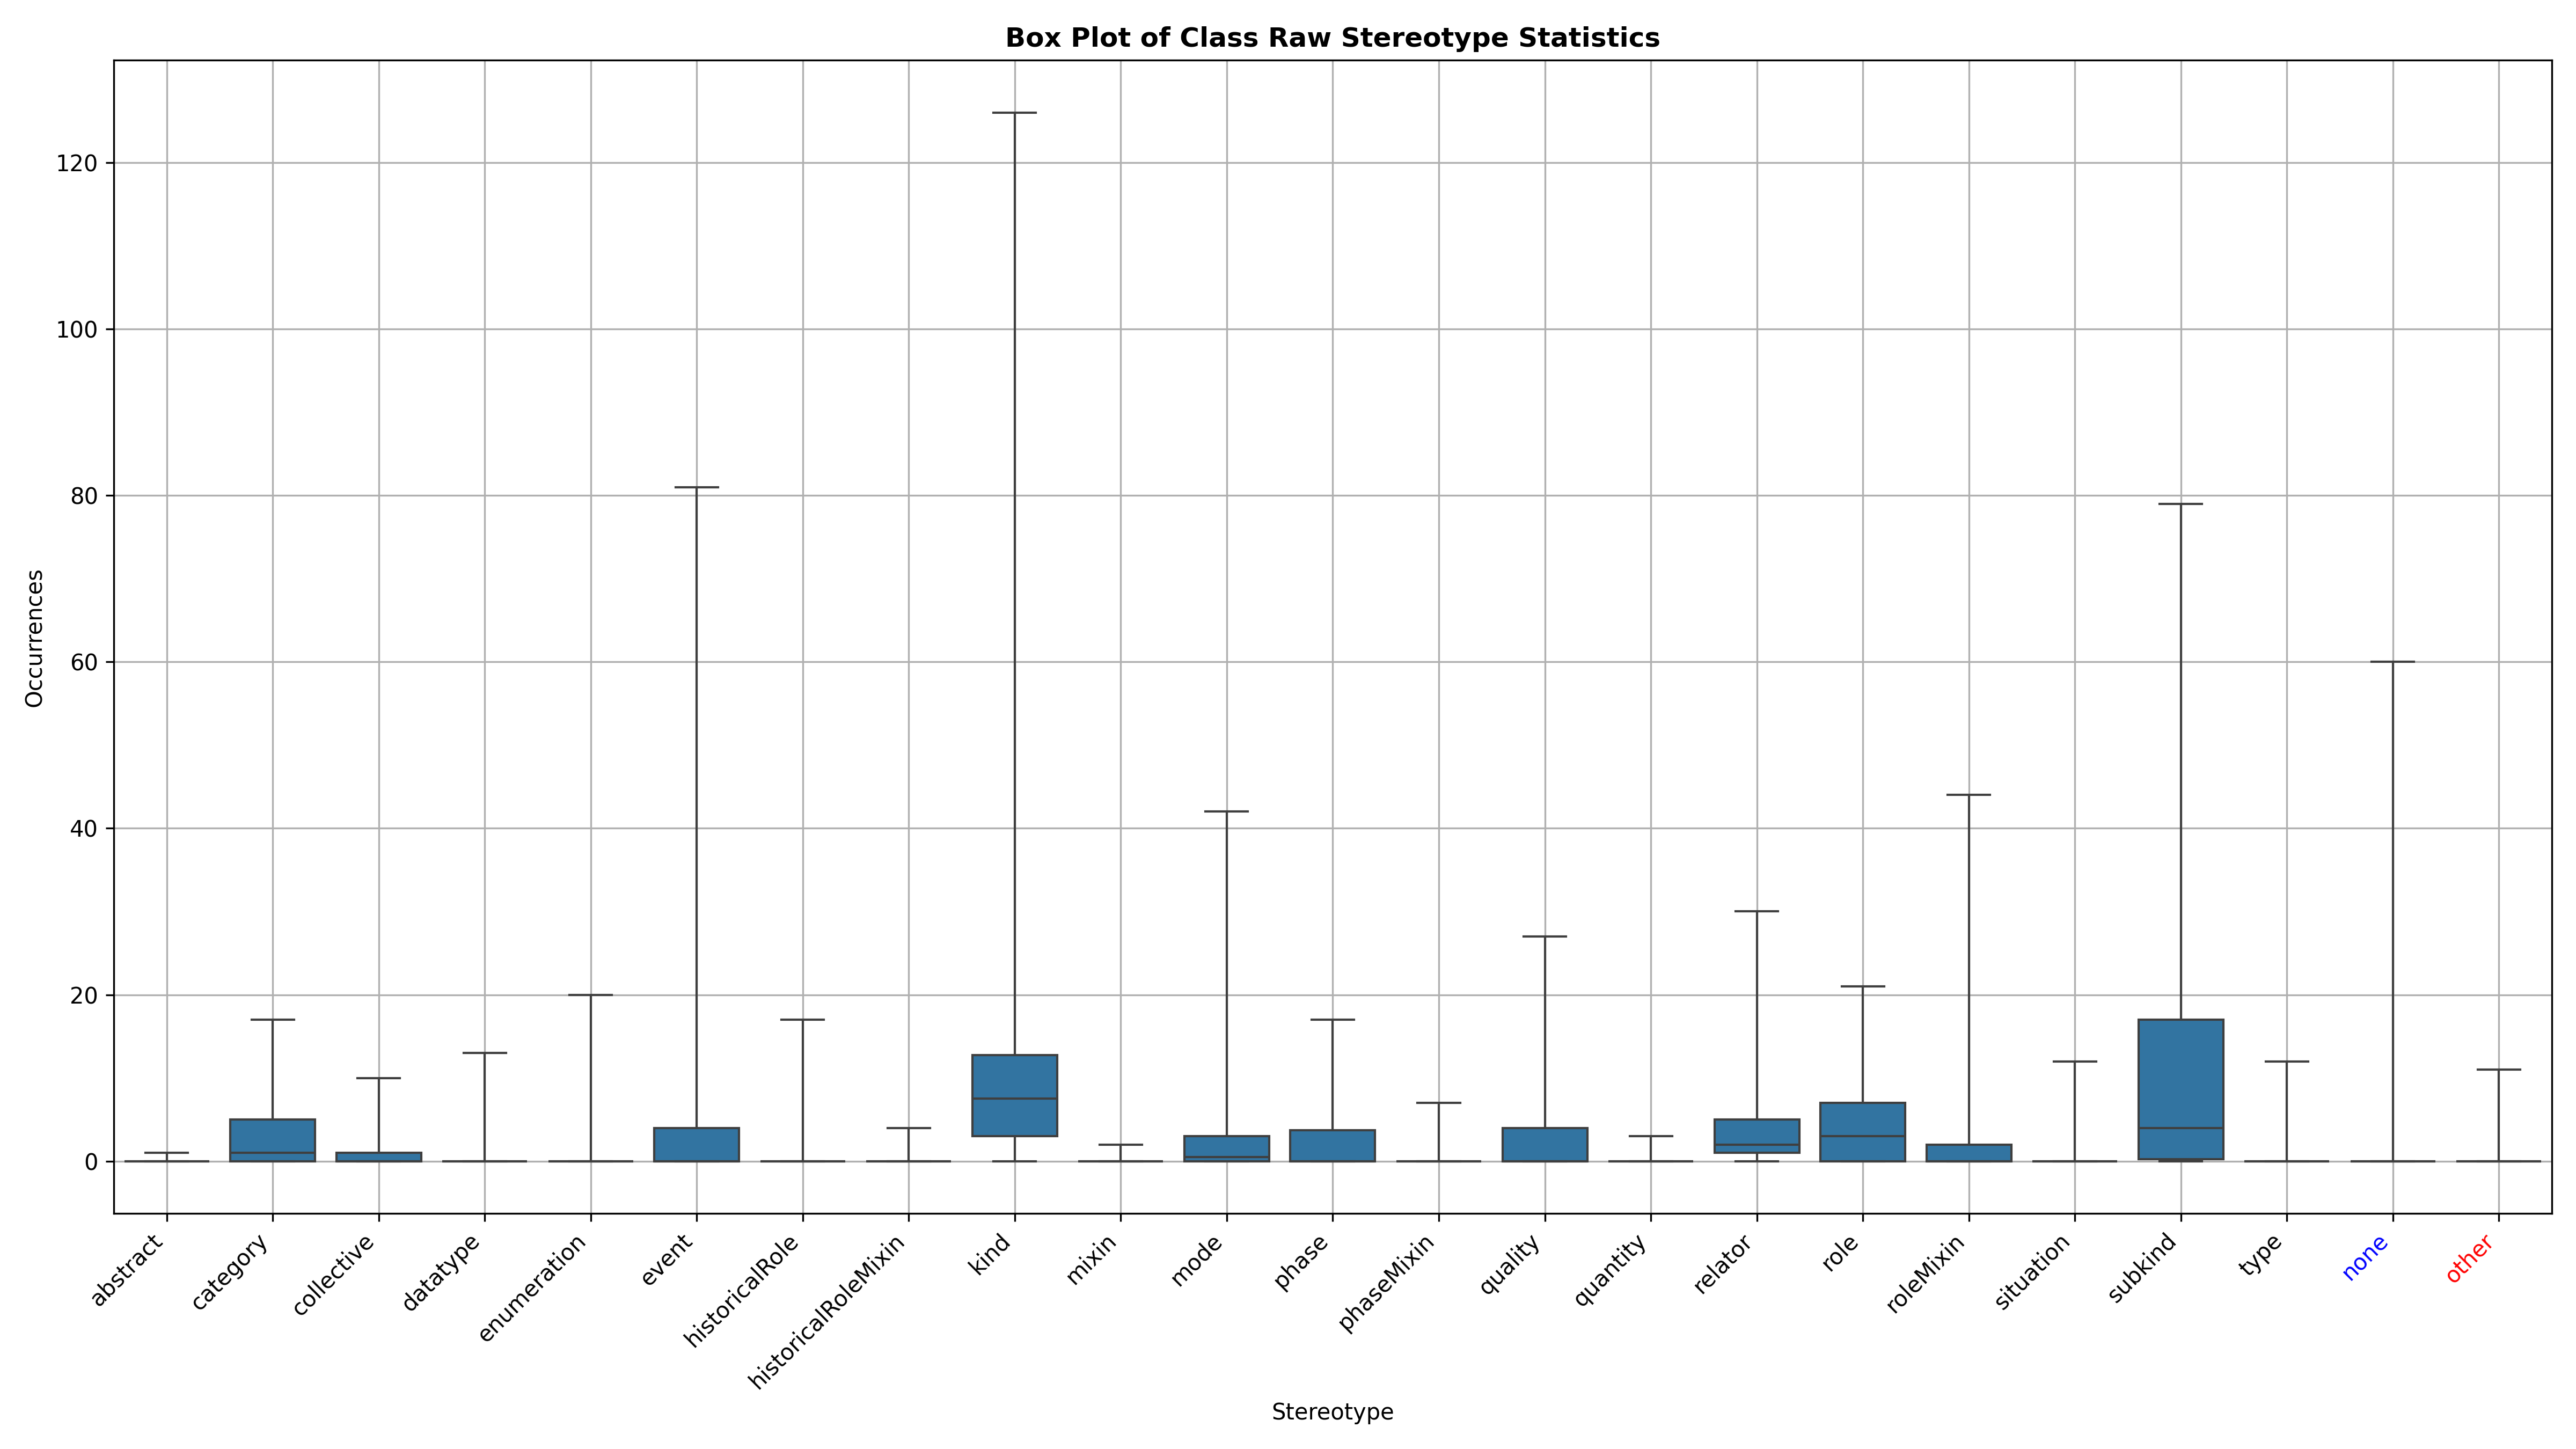 Box Plot of Class Raw Stereotype Statistics
120
100
80
60
40
20
0
Occurrences
abstract
category
collective
datatype
enumeration
event
historicalRole
historicalRoleMixin
kind
mixin
mode
phase
phaseMixin
quality
quantity
relator
role
roleMixin
situation
subkind
type
none
other
Stereotype